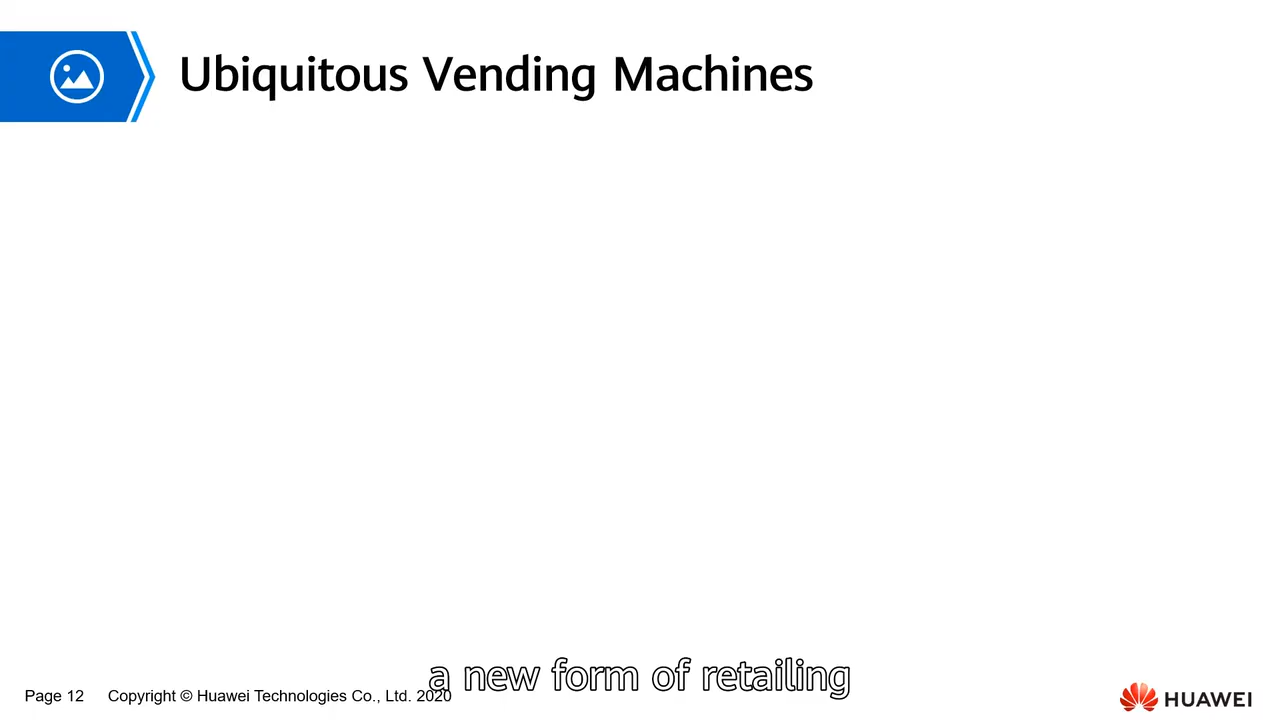 Ubiquitous Vending Machines
a new form of retailing
Page 12 Copyright © Huawei Technologies Co., Ltd. 2020
HUAWEI